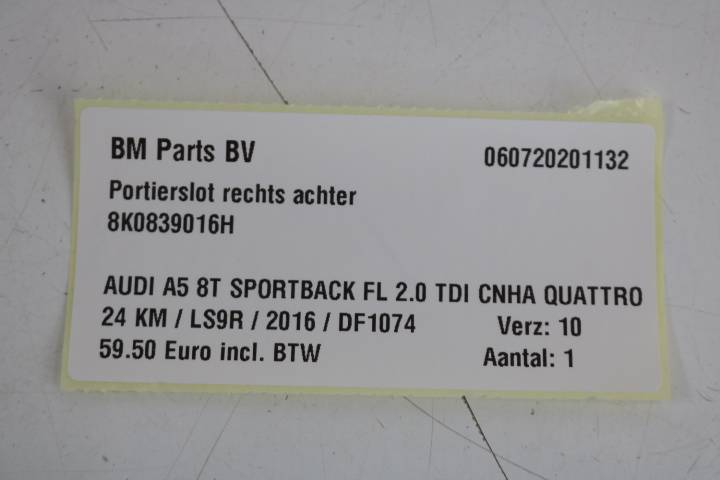 BM Parts BV 060720201132
Portierslot rechts achter
8K0839016H
AUDI A5 8T SPORTBACK FL 2.0 TDI CNHA QUATTRO
24 KM / LS9R / 2016 / DF1074 Verz: 10
59.50 Euro incl. BTW Aantal: 1